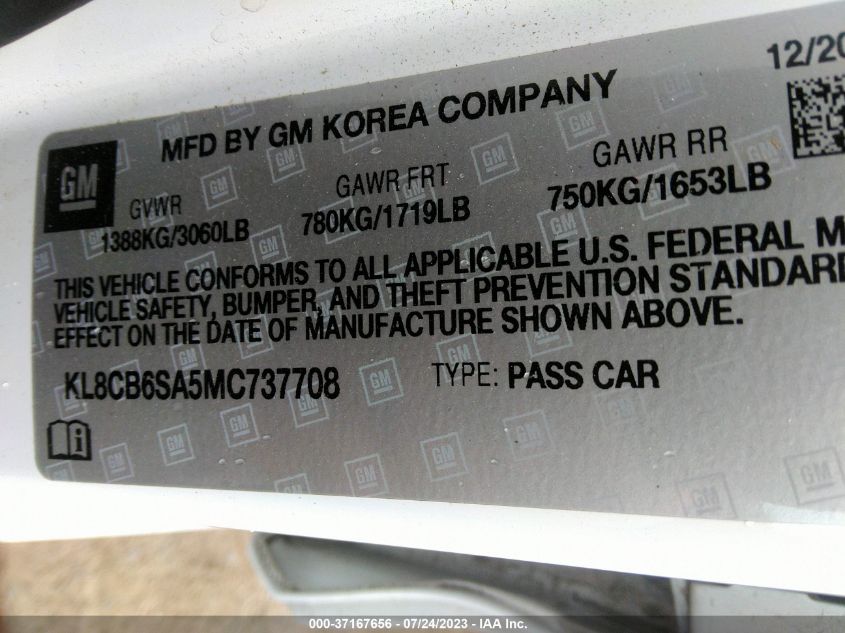 12/20
MFD BY GM KOREA COMPANY
GM
GVWR GAWR FRT GAWR RR
1388KG/3060LB 780KG/1719LB 750KG/1653LB
THIS VEHICLE CONFORMS TO ALL APPLICABLE U.S. FEDERAL M
VEHICLE SAFETY, BUMPER, AND THEFT PREVENTION STANDARD
EFFECT ON THE DATE OF MANUFACTURE SHOWN ABOVE.
KL8CB6SA5MC737708 TYPE: PASS CAR
000-37167656 - 07/24/2023 - IAA Inc.